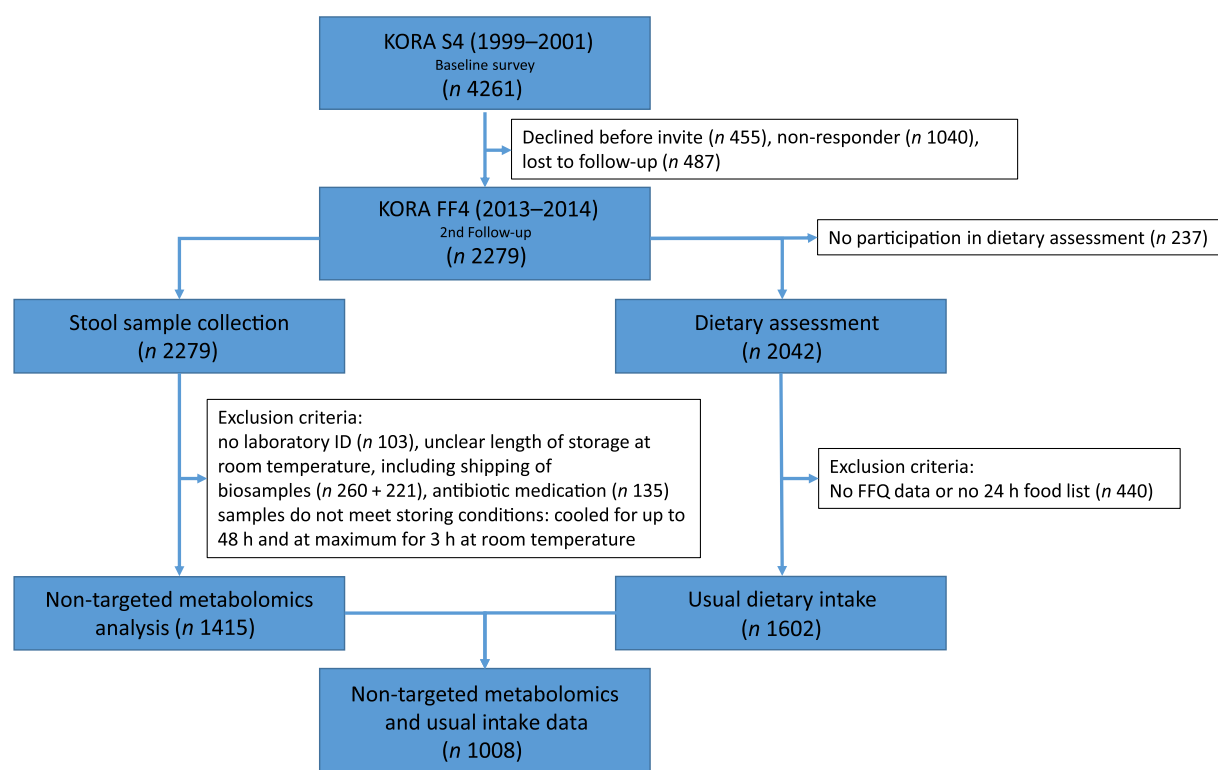 KORA S4 (1999–2001)
Baseline survey
(n 4261)
Declined before invite (n 455), non-responder (n 1040),
lost to follow-up (n 487)
KORA FF4 (2013–2014)
2nd Follow-up
(n 2279)
No participation in dietary assessment (n 237)
Stool sample collection
(n 2279)
Dietary assessment
(n 2042)
Exclusion criteria:
no laboratory ID (n 103), unclear length of storage at
room temperature, including shipping of
biosamples (n 260 + 221), antibiotic medication (n 135)
samples do not meet storing conditions: cooled for up to
48 h and at maximum for 3 h at room temperature
Exclusion criteria:
No FFQ data or no 24 h food list (n 440)
Non-targeted metabolomics
analysis (n 1415)
Usual dietary intake
(n 1602)
Non-targeted metabolomics
and usual intake data
(n 1008)